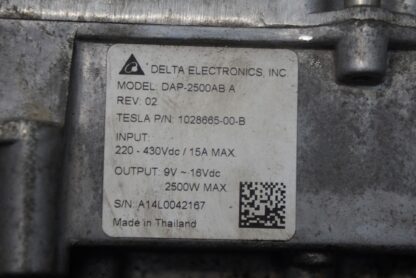 DELTA ELECTRONICS, INC.
MODEL: DAP-2500AB A
REV: 02
TESLA P/N: 1028665-00-B
INPUT:
220 - 430Vdc / 15A MAX.
OUTPUT: 9V ~ 16Vdc
2500W MAX.
S/N: A14L0042167
Made in Thailand